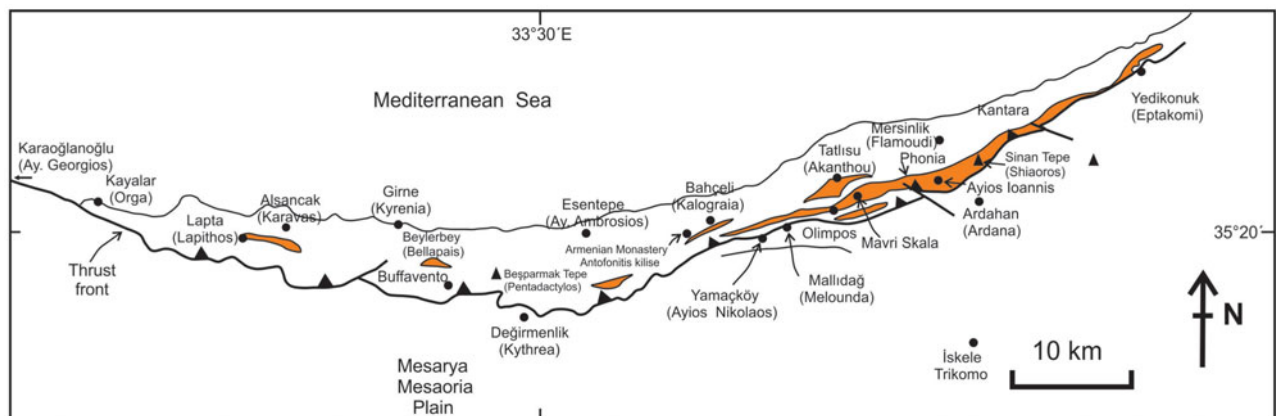 33°30´E
Mediterranean Sea
Karaoğlanoğlu
(Ay. Georgios)
Kayalar
(Orga)
Alsancak
(Karavas)
Lapta
(Lapithos)
Girne
(Kyrenia)
Beylerbey
(Bellapais)
Buffavento
Beşparmak Tepe
(Pentadactylos)
Esentepe
(Ay. Ambrosios)
Bahçeli
(Kalograia)
Armenian Monastery
Antofonitis kilise
Tatlısu
(Akanthou)
Mersinlik
(Flamoudi)
Phonia
Kantara
Yedikonuk
(Eptakomi)
Sinan Tepe
(Shiaoros)
Ayios Ioannis
Ardahan
(Ardana)
Olimpos
Mavri Skala
35°20´
Thrust
front
Yamaçköy
(Ayios Nikolaos)
Mallıdağ
(Melounda)
Değirmenlik
(Kythrea)
Mesarya
Mesaoria
Plain
İskele
Trikomo
10 km
N